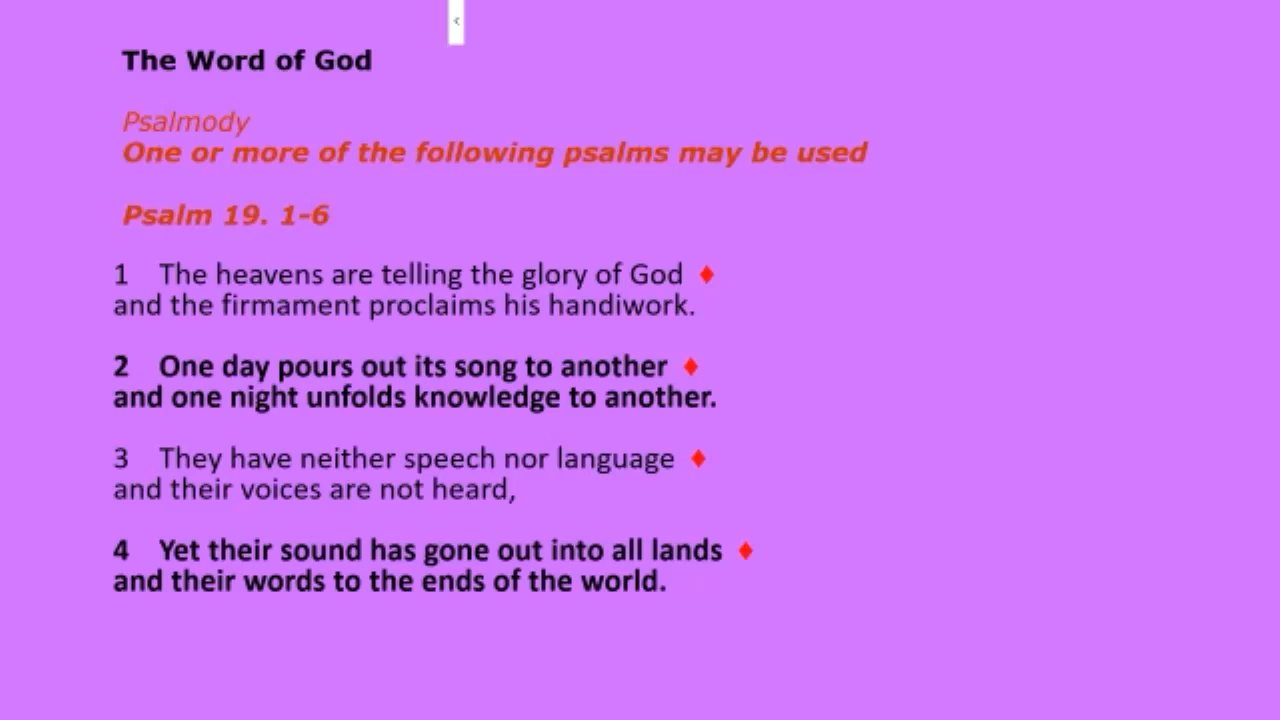 The Word of God
Psalmody
One or more of the following psalms may be used
Psalm 19. 1-6
1 The heavens are telling the glory of God ♦
and the firmament proclaims his handiwork.
2 One day pours out its song to another ♦
and one night unfolds knowledge to another.
3 They have neither speech nor language ♦
and their voices are not heard,
4 Yet their sound has gone out into all lands ♦
and their words to the ends of the world.